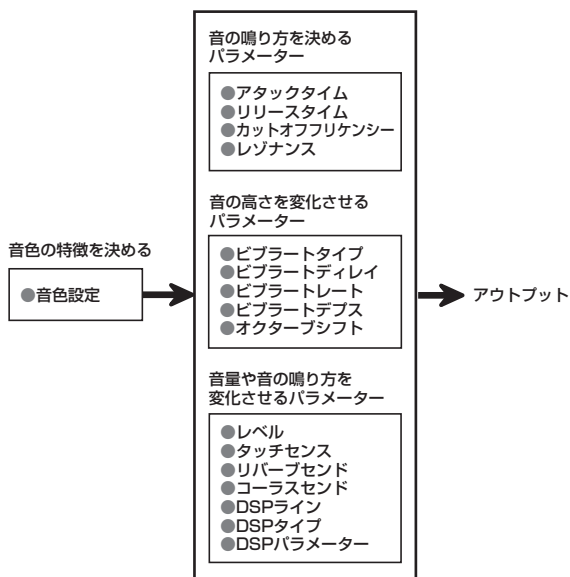 音の鳴り方を決める
パラメーター
●アタックタイム
●リリースタイム
●カットオフフリケンシー
●レゾナンス
音の高さを変化させる
パラメーター
音色の特徴を決める
●音色設定
●ビブラートタイプ
●ビブラートディレイ
●ビブラートレート
●ビブラートデプス
●オクターブシフト
アウトプット
音量や音の鳴り方を
変化させるパラメーター
●レベル
●タッチセンス
●リバーブセンド
●コーラスセンド
●DSPライン
●DSPタイプ
●DSPパラメーター